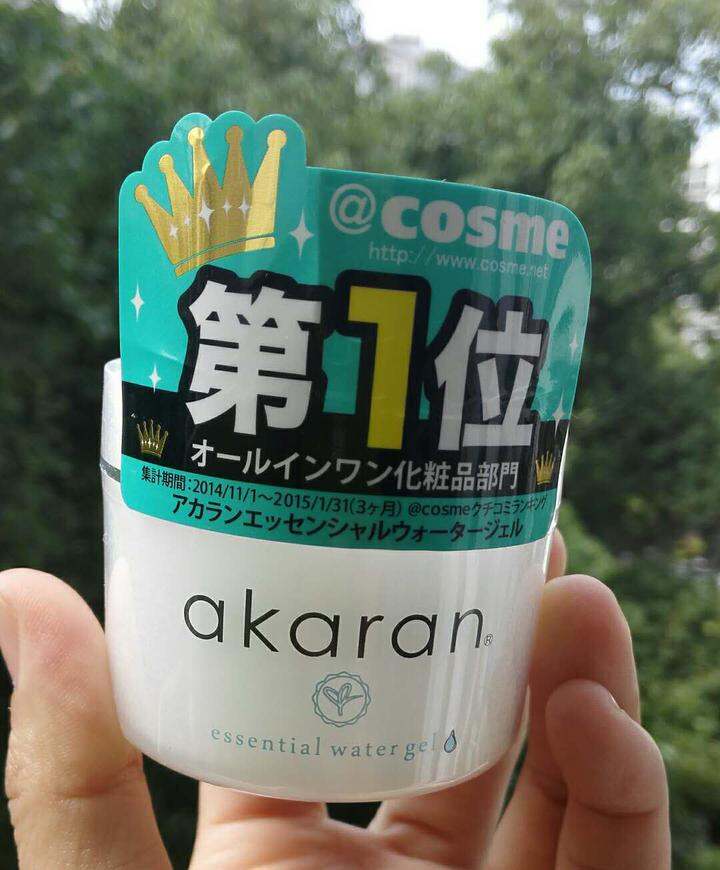 @cosme
http://www.cosme.net
第1位
オールインワン化粧品部門
集計期間:2014/11/1～2015/1/31(3ヶ月) @cosmeクチコミランキング
アカランエッセンシャルウォータージェル
akaran®
essential water gel